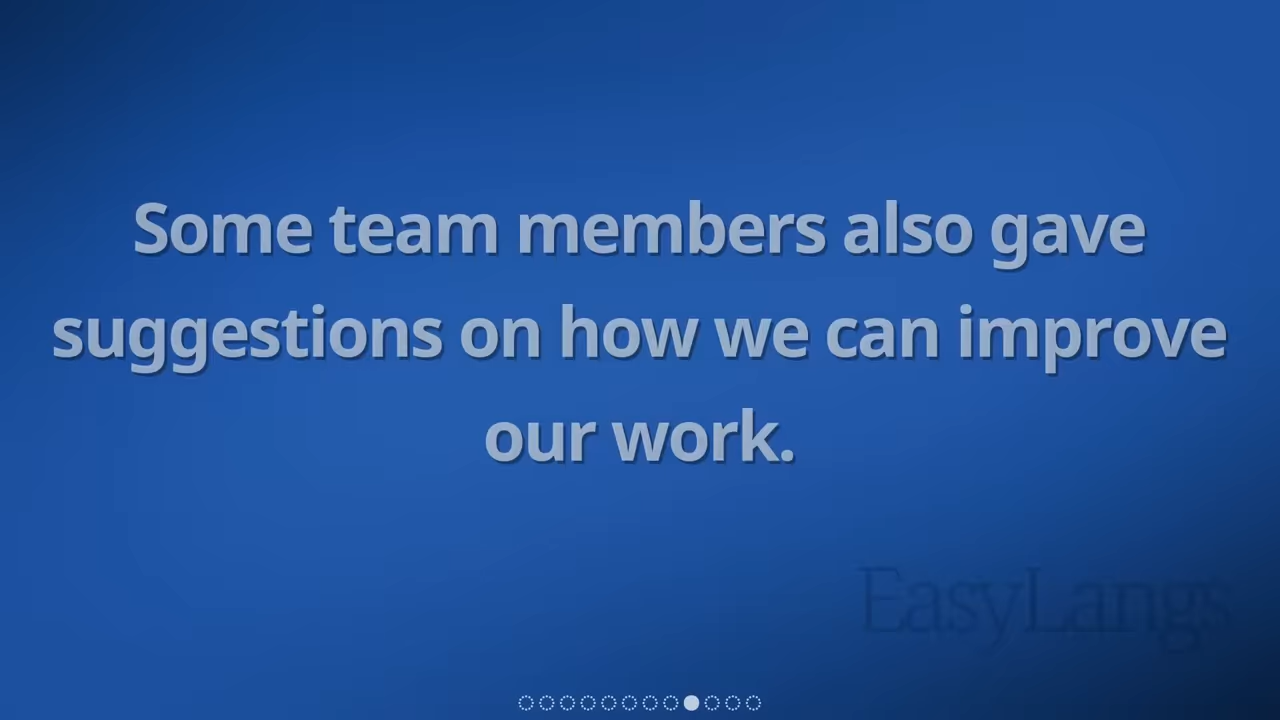 Some team members also gave
suggestions on how we can improve
our work.
EasyLangs